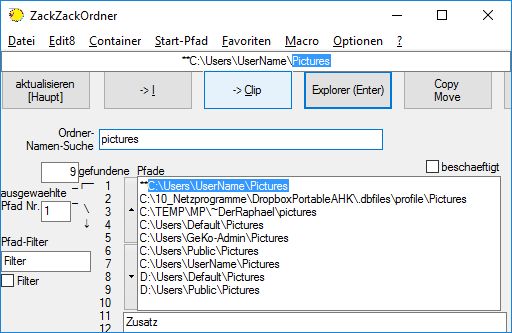 ZackZackOrdner
Datei Edit8 Container Start-Pfad Favoriten Macro Optionen ?
**C:\Users\UserName\Pictures
aktualisieren
[Haupt]
-> I
-> Clip
Explorer (Enter)
Copy
Move
Ordner-
Namen-Suche
pictures
9 gefundene Pfade
beschaeftigt
ausgewaehlte
Pfad Nr. 1
Pfad-Filter
Filter
Filter
1 **C:\Users\UserName\Pictures
2 C:\10_Netzprogramme\DropboxPortableAHK\.dbfiles\profile\Pictures
3 C:\TEMP\MP\~DerRaphael\pictures
4 C:\Users\Default\Pictures
5 C:\Users\GeKo-Admin\Pictures
6 C:\Users\Public\Pictures
7 C:\Users\UserName\Pictures
8 D:\Users\Default\Pictures
9 D:\Users\Public\Pictures
10
11
12
Zusatz